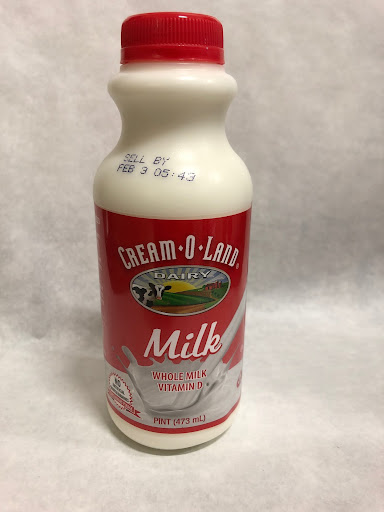 SELL BY
FEB 3 05:43
CREAM·O·LAND®
DAIRY
Milk
WHOLE MILK
VITAMIN D
PINT (473 mL)